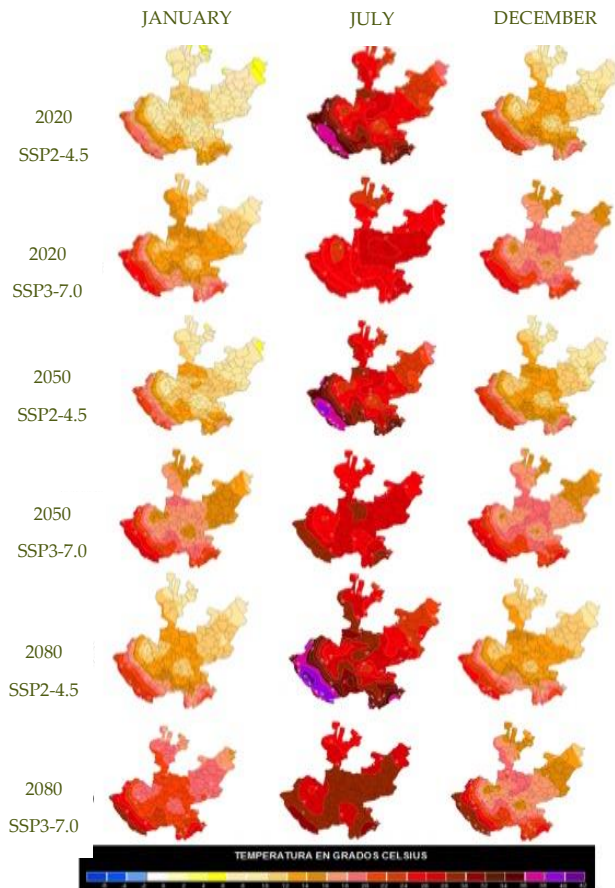 JANUARY JULY DECEMBER
2020
SSP2-4.5
2020
SSP3-7.0
2050
SSP2-4.5
2050
SSP3-7.0
2080
SSP2-4.5
2080
SSP3-7.0
TEMPERATURA EN GRADOS CELSIUS